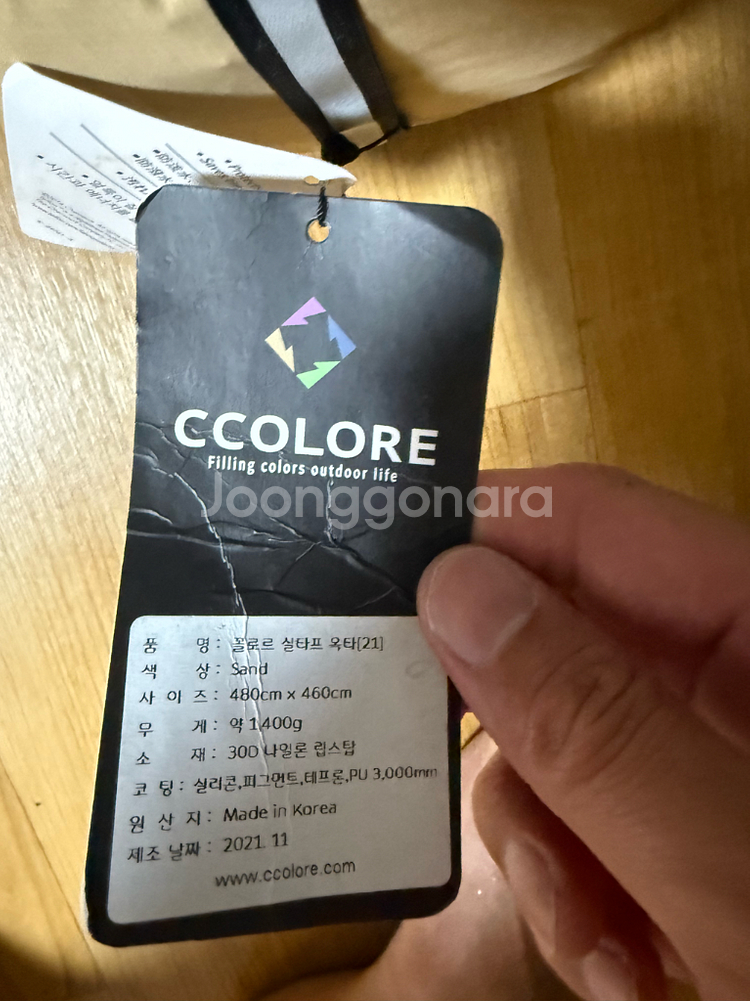 CCOLORE
Filling colors outdoor life
Joonggonara
품 명 : 꼴로르 실타프 옥타[21]
색 상 : Sand
사 이 즈 : 480cm x 460cm
무 게 : 약 1400g
소 재 : 30D 나일론 립스탑
코 팅 : 실리콘,피그먼트,테프론,PU 3,000mm
원 산 지 : Made in Korea
제조 날짜 : 2021. 11
www.ccolore.com